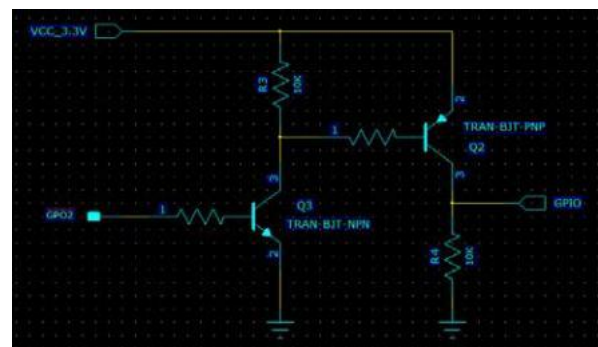 VCC_3.3V
R3
10K
2
1
TRAN-BJT-PNP
Q2
3
3
GPIO
Q3
GPO2
1
TRAN-BJT-NPN
2
R4
10K